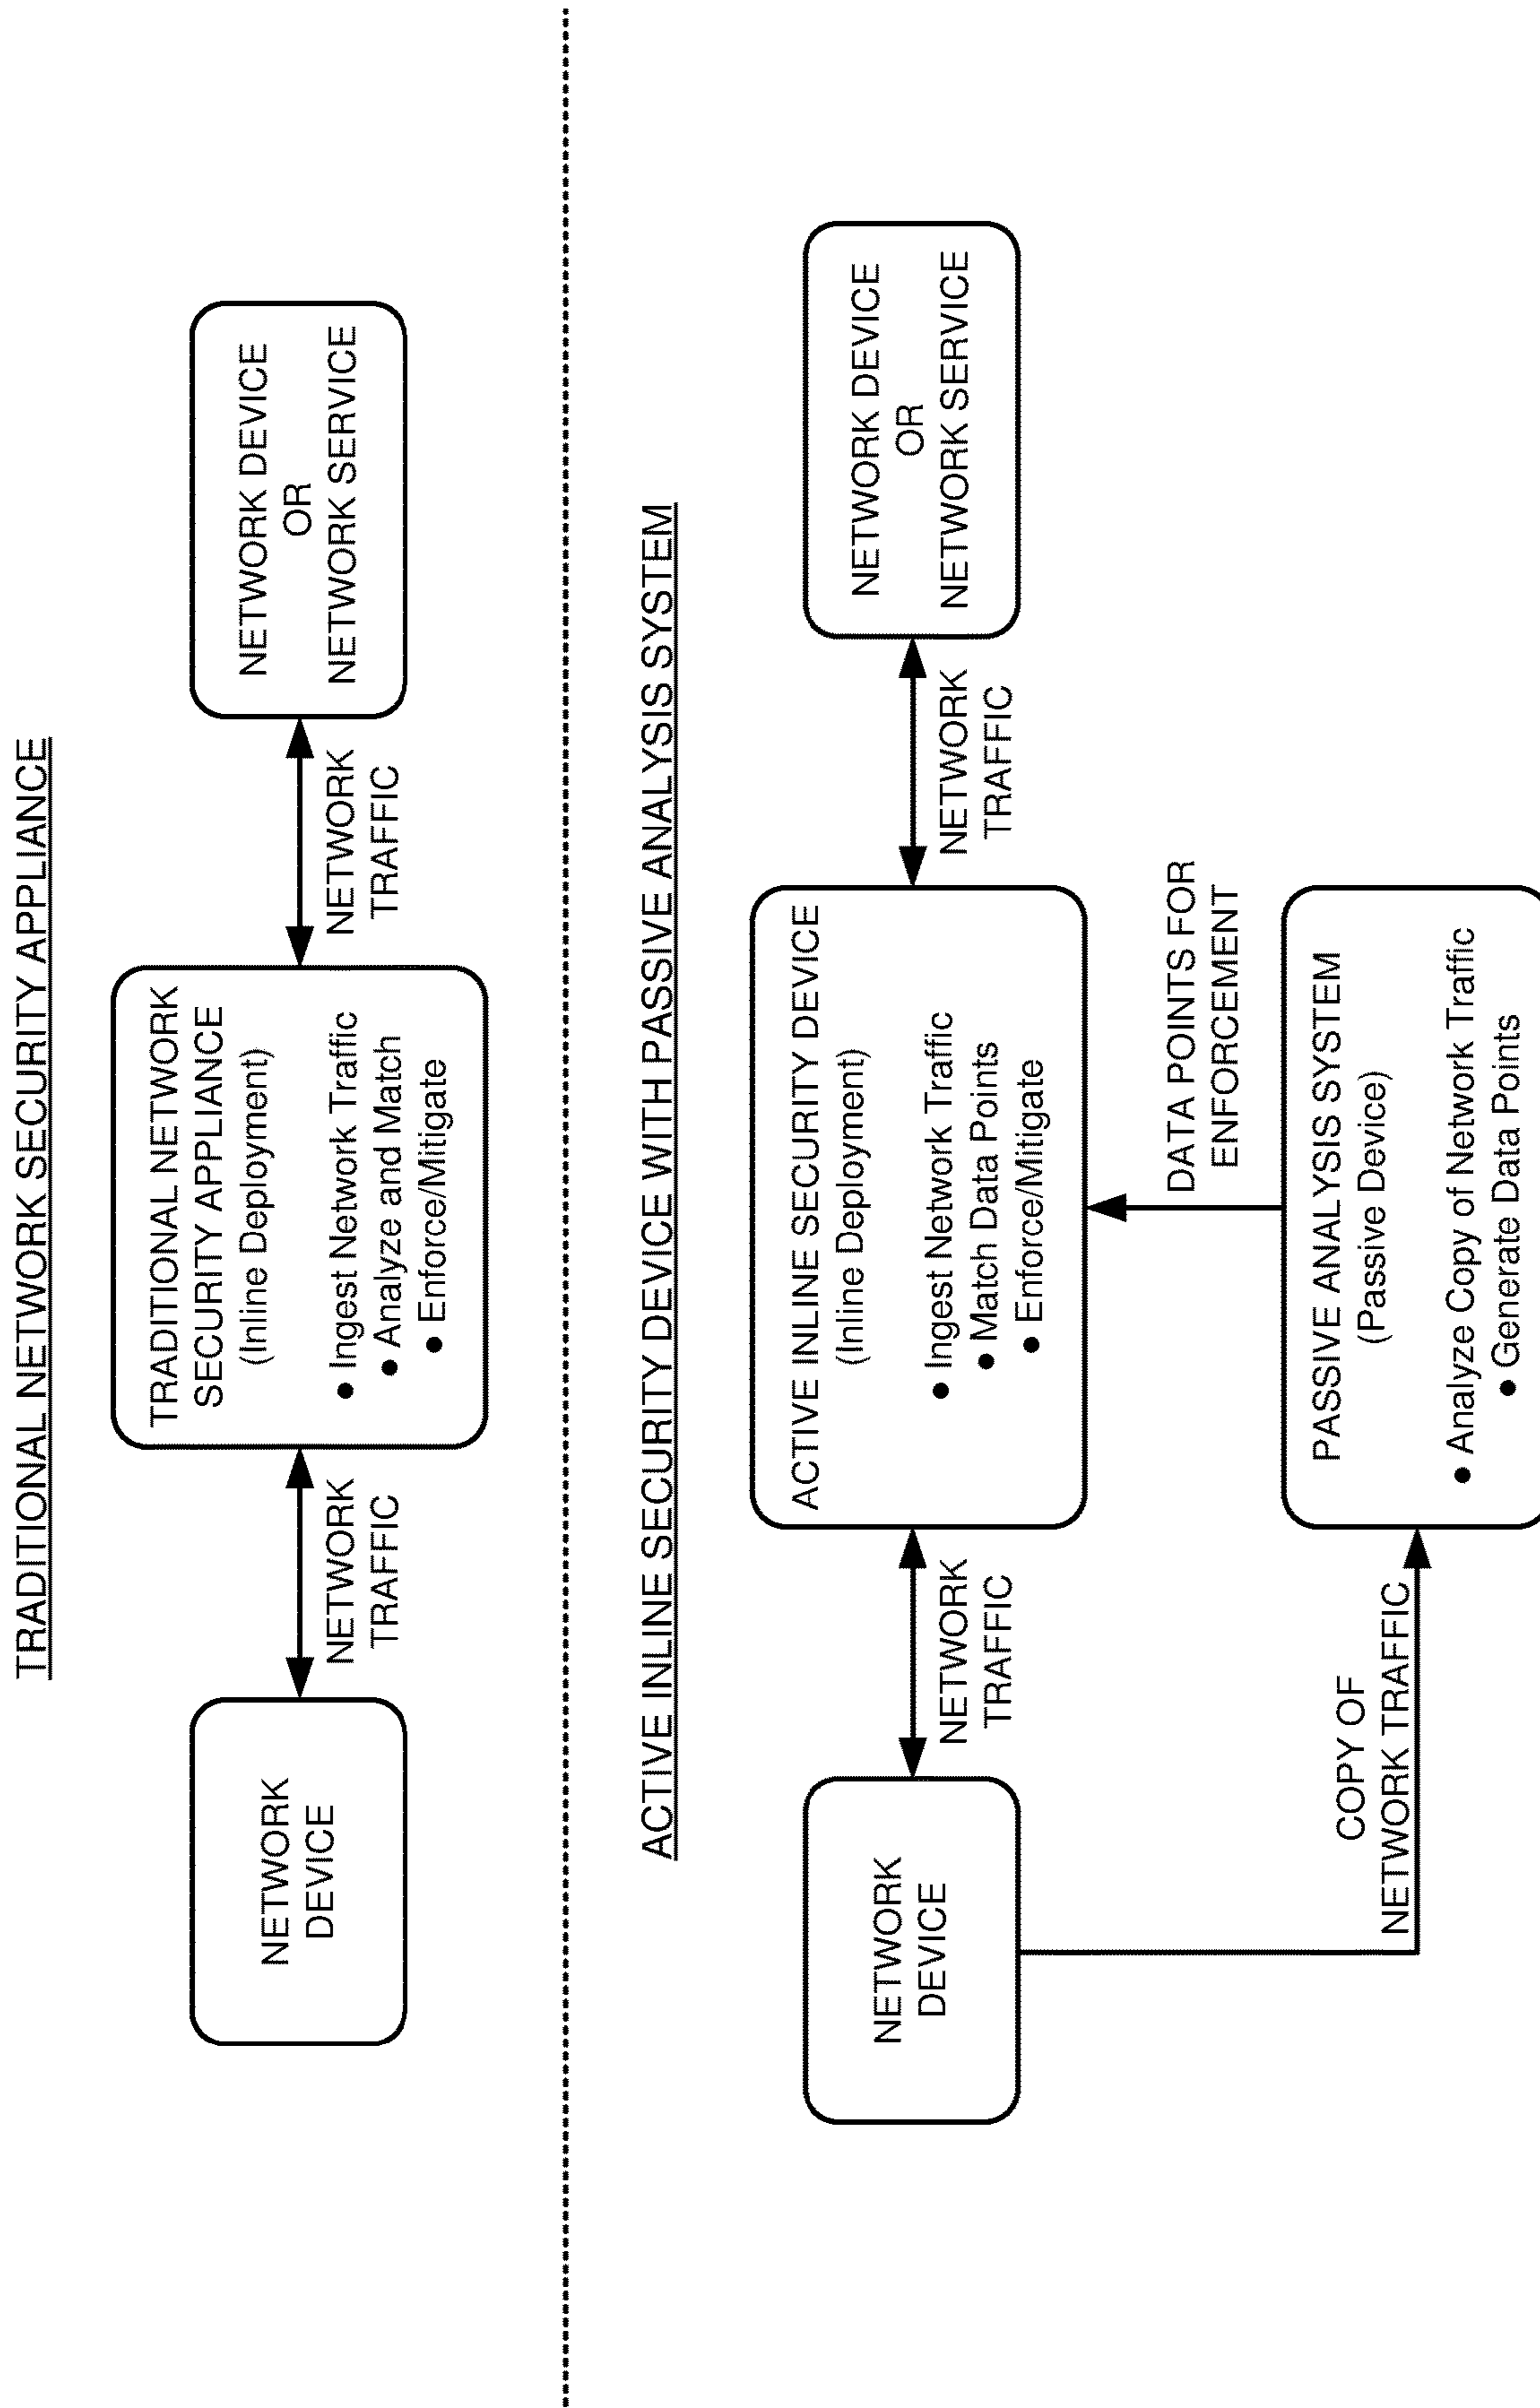 TRADITIONAL NETWORK SECURITY APPLIANCE
NETWORK
DEVICE
NETWORK
TRAFFIC
TRADITIONAL NETWORK
SECURITY APPLIANCE
(Inline Deployment)
● Ingest Network Traffic
● Analyze and Match
● Enforce/Mitigate
NETWORK
TRAFFIC
NETWORK DEVICE
OR
NETWORK SERVICE
ACTIVE INLINE SECURITY DEVICE WITH PASSIVE ANALYSIS SYSTEM
NETWORK
DEVICE
NETWORK
TRAFFIC
ACTIVE INLINE SECURITY DEVICE
(Inline Deployment)
● Ingest Network Traffic
● Match Data Points
● Enforce/Mitigate
NETWORK
TRAFFIC
NETWORK DEVICE
OR
NETWORK SERVICE
DATA POINTS FOR
ENFORCEMENT
COPY OF
NETWORK TRAFFIC
PASSIVE ANALYSIS SYSTEM
(Passive Device)
● Analyze Copy of Network Traffic
● Generate Data Points